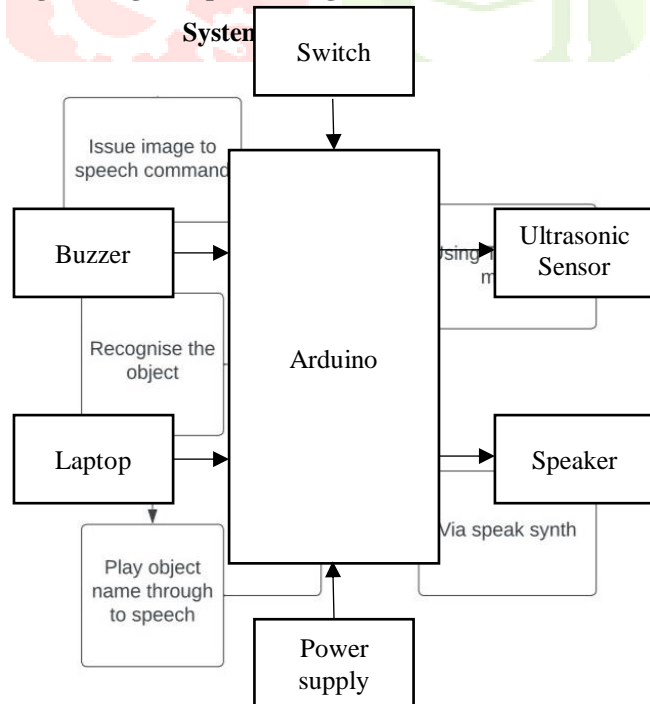 System
Switch
Issue image to
speech command
Buzzer
Ultrasonic
Sensor
Recognise the
object
Arduino
Laptop
Speaker
Via speak synth
Play object
name through
to speech
Power
supply